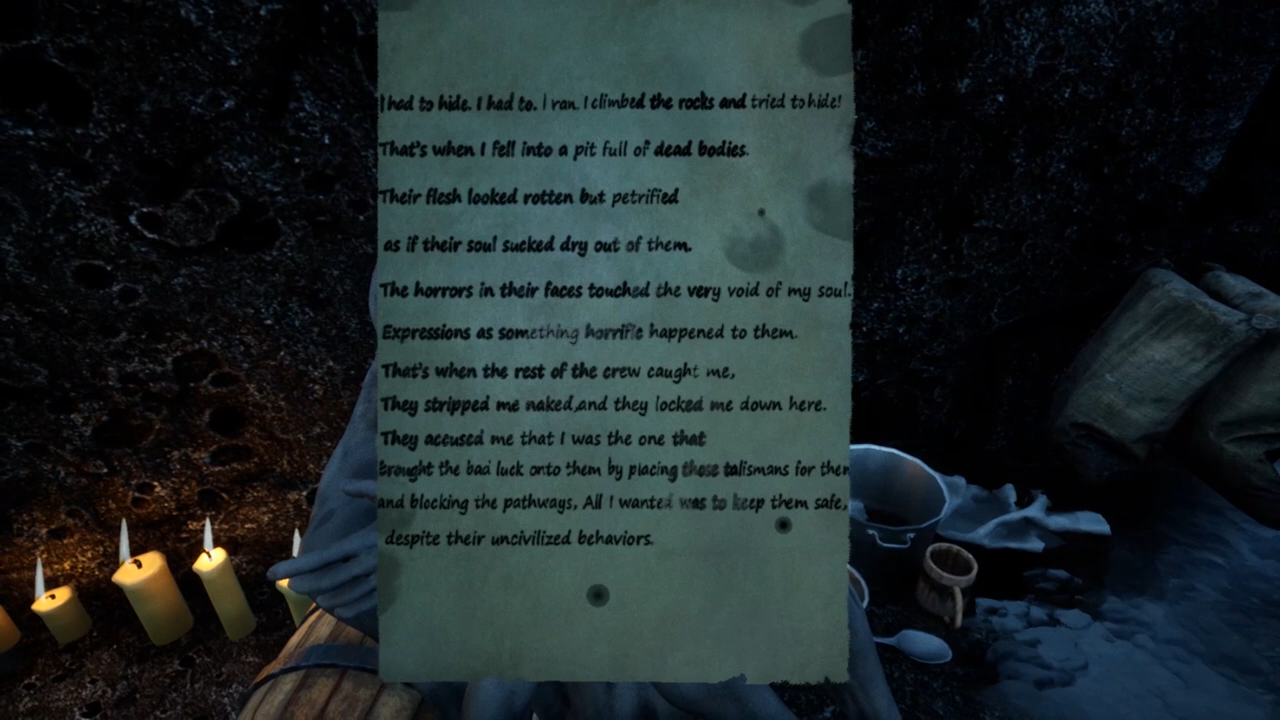 I had to hide. I had to. I ran. I climbed the rocks and tried to hide!
That's when I fell into a pit full of dead bodies.
Their flesh looked rotten but petrified
as if their soul sucked dry out of them.
The horrors in their faces touched the very void of my soul.
Expressions as something horrific happened to them.
That's when the rest of the crew caught me,
They stripped me naked,and they locked me down here.
They accused me that I was the one that
brought the bad luck onto them by placing these talismans for them
and blocking the pathways, All I wanted was to keep them safe,
despite their uncivilized behaviors.